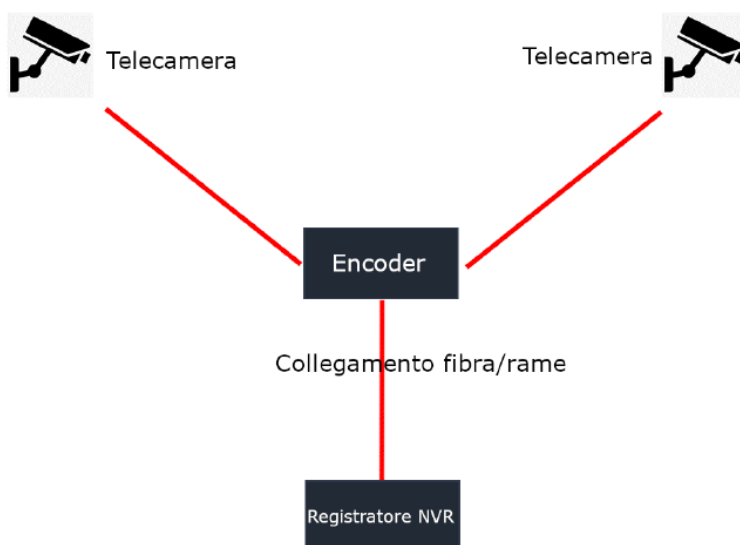 Telecamera
Telecamera
Encoder
Collegamento fibra/rame
Registratore NVR